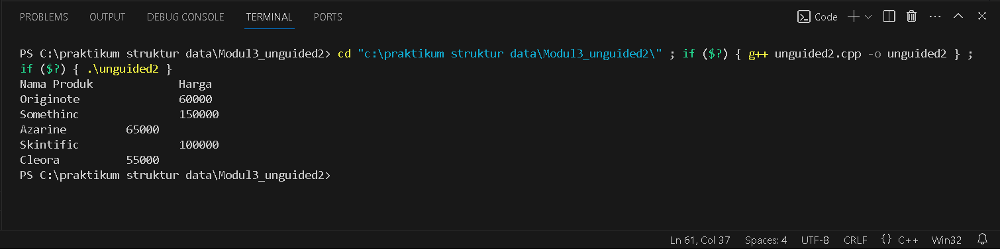 PROBLEMS OUTPUT DEBUG CONSOLE TERMINAL PORTS Code
PS C:\praktikum struktur data\Modul3_unguided2> cd "c:\praktikum struktur data\Modul3_unguided2\" ; if ($?) { g++ unguided2.cpp -o unguided2 } ;
if ($?) { .\unguided2 }
Nama Produk Harga
Originote 60000
Somethinc 150000
Azarine 65000
Skintific 100000
Cleora 55000
PS C:\praktikum struktur data\Modul3_unguided2>
Ln 61, Col 37 Spaces: 4 UTF-8 CRLF {} C++ Win32